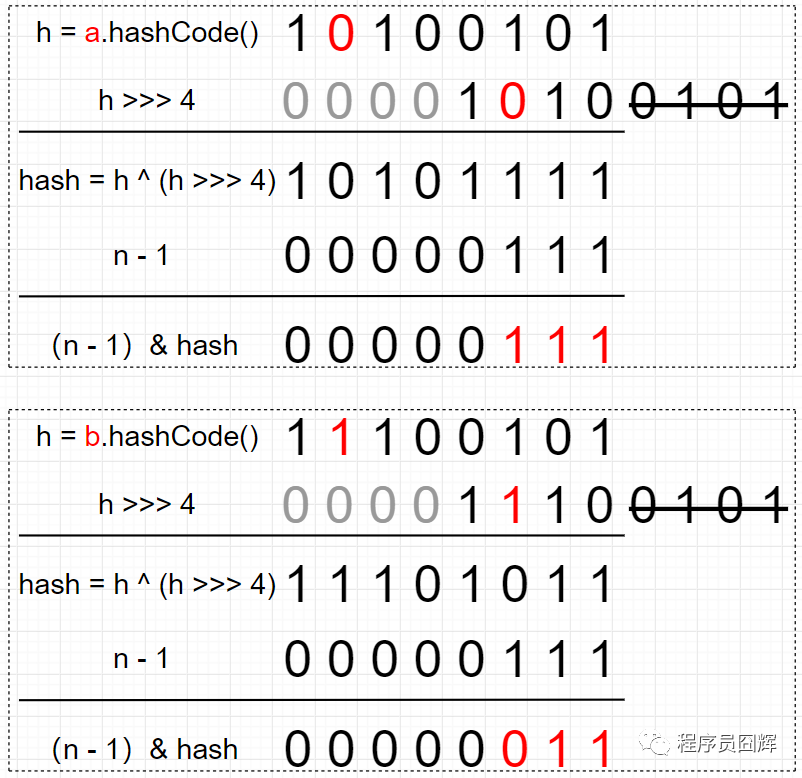 h = a.hashCode() 1 0 1 0 0 1 0 1
h >>> 4 0 0 0 0 1 0 1 0 0 1 0 1
hash = h ^ (h >>> 4) 1 0 1 0 1 1 1 1
n - 1 0 0 0 0 0 1 1 1
（n - 1）& hash 0 0 0 0 0 1 1 1
h = b.hashCode() 1 1 1 0 0 1 0 1
h >>> 4 0 0 0 0 1 1 1 0 0 1 0 1
hash = h ^ (h >>> 4) 1 1 1 0 1 0 1 1
n - 1 0 0 0 0 0 1 1 1
（n - 1）& hash 0 0 0 0 0 0 1 1
程序员囧辉